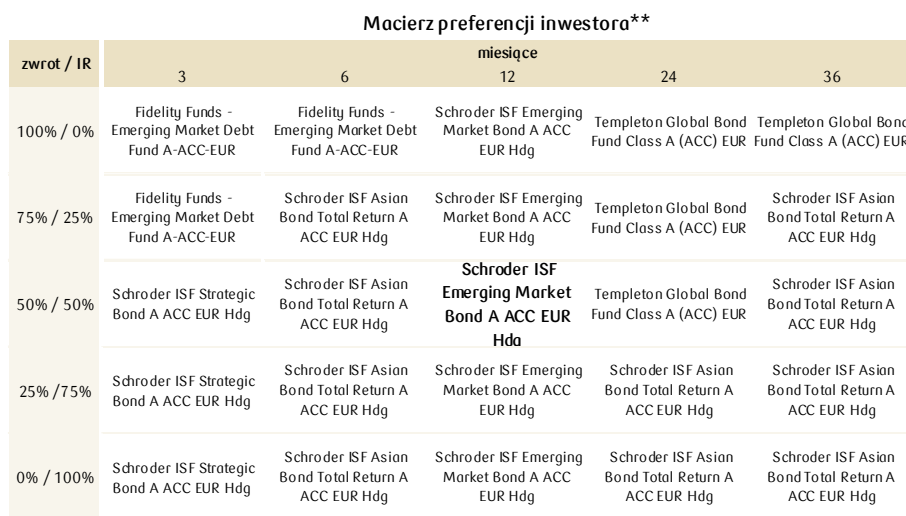 Macierz preferencji inwestora**
zwrot / IR
miesiące
3 6 12 24 36
100% / 0%
Fidelity Funds -
Emerging Market Debt
Fund A-ACC-EUR
Fidelity Funds -
Emerging Market Debt
Fund A-ACC-EUR
Schroder ISF Emerging
Market Bond A ACC
EUR Hdg
Templeton Global Bond
Fund Class A (ACC) EUR
Templeton Global Bond
Fund Class A (ACC) EUR
75% / 25%
Fidelity Funds -
Emerging Market Debt
Fund A-ACC-EUR
Schroder ISF Asian
Bond Total Return A
ACC EUR Hdg
Schroder ISF Emerging
Market Bond A ACC
EUR Hdg
Templeton Global Bond
Fund Class A (ACC) EUR
Schroder ISF Asian
Bond Total Return A
ACC EUR Hdg
50% / 50%
Schroder ISF Strategic
Bond A ACC EUR Hdg
Schroder ISF Asian
Bond Total Return A
ACC EUR Hdg
Schroder ISF
Emerging Market
Bond A ACC EUR
Hdg
Templeton Global Bond
Fund Class A (ACC) EUR
Schroder ISF Asian
Bond Total Return A
ACC EUR Hdg
25% /75%
Schroder ISF Strategic
Bond A ACC EUR Hdg
Schroder ISF Asian
Bond Total Return A
ACC EUR Hdg
Schroder ISF Emerging
Market Bond A ACC
EUR Hdg
Schroder ISF Asian
Bond Total Return A
ACC EUR Hdg
Schroder ISF Asian
Bond Total Return A
ACC EUR Hdg
0% / 100%
Schroder ISF Strategic
Bond A ACC EUR Hdg
Schroder ISF Asian
Bond Total Return A
ACC EUR Hdg
Schroder ISF Emerging
Market Bond A ACC
EUR Hdg
Schroder ISF Asian
Bond Total Return A
ACC EUR Hdg
Schroder ISF Asian
Bond Total Return A
ACC EUR Hdg